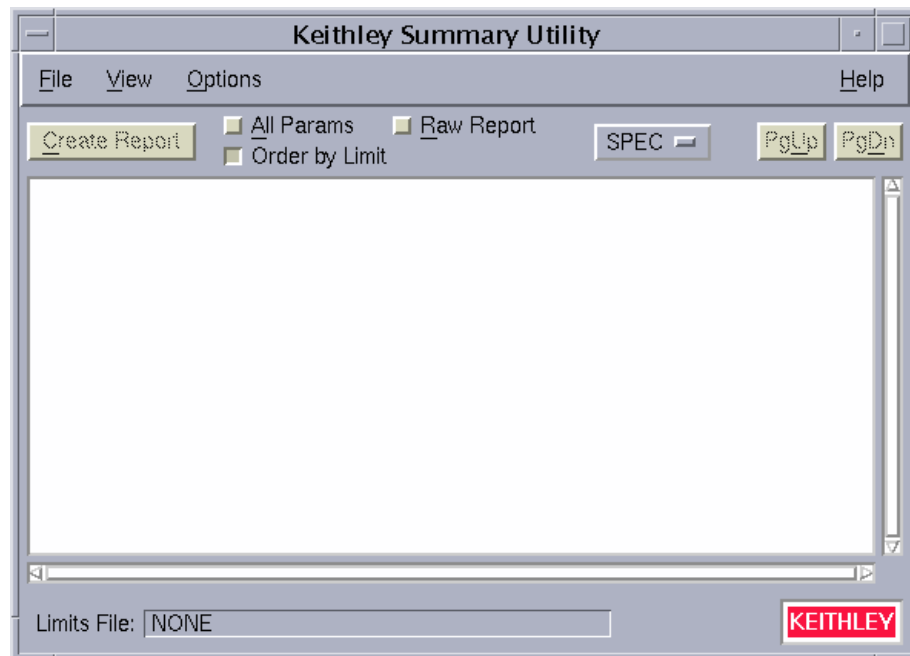 Keithley Summary Utility
File View Options Help
Create Report All Params Raw Report SPEC PgUp PgDn
Order by Limit
Limits File: NONE KEITHLEY